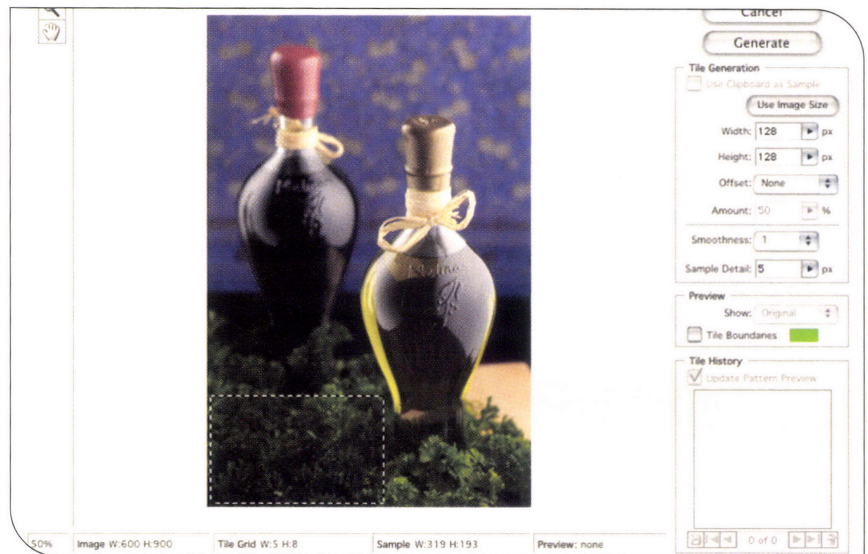 Cancel
Generate
Tile Generation
Use Clipboard as Sample
Use Image Size
Width: 128 px
Height: 128 px
Offset: None
Amount: 50 %
Smoothness: 1
Sample Detail: 5 px
Preview
Show: Original
Tile Boundaries
Tile History
Update Pattern Preview
0 of 0
50% Image W:600 H:900 Tile Grid W:5 H:8 Sample W:319 H:193 Preview: none